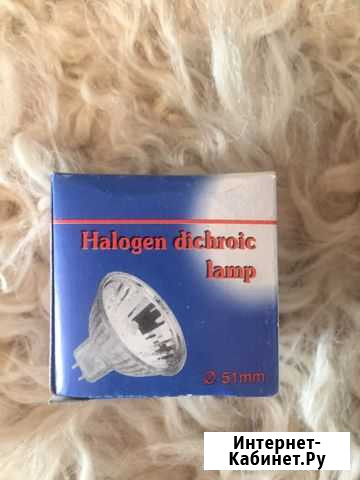 Halogen dichroic
lamp
Ø 51mm
Интернет-
Кабинет.Ру